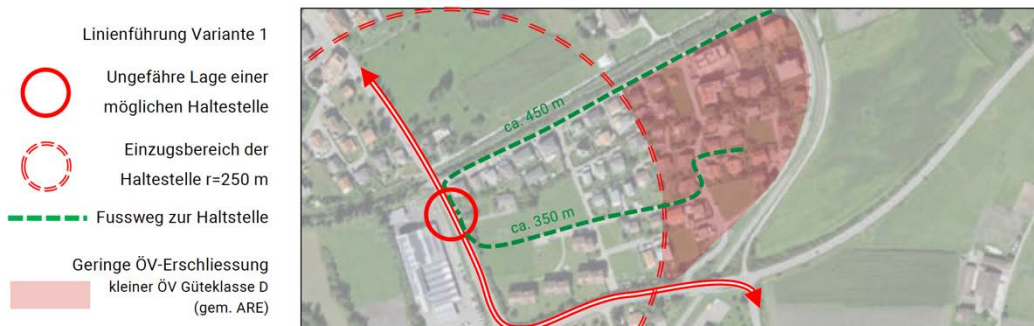 Linienführung Variante 1
Ungefähre Lage einer
möglichen Haltestelle
Einzugsbereich der
Haltestelle r=250 m
Fussweg zur Haltstelle
Geringe ÖV-Erschliessung
kleiner ÖV Güteklasse D
(gem. ARE)
ca. 450 m
ca. 350 m